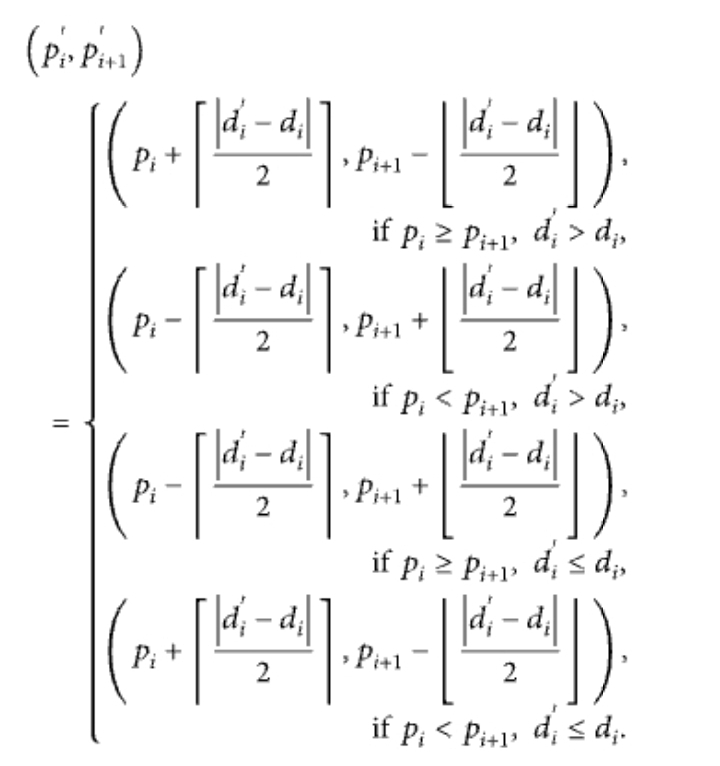 (p'_i, p'_{i+1})
= { (p_i + ⌈|d'_i − d_i| / 2⌉, p_{i+1} − ⌊|d'_i − d_i| / 2⌋),
if p_i ≥ p_{i+1}, d'_i > d_i,
(p_i − ⌈|d'_i − d_i| / 2⌉, p_{i+1} + ⌊|d'_i − d_i| / 2⌋),
if p_i < p_{i+1}, d'_i > d_i,
(p_i − ⌈|d'_i − d_i| / 2⌉, p_{i+1} + ⌊|d'_i − d_i| / 2⌋),
if p_i ≥ p_{i+1}, d'_i ≤ d_i,
(p_i + ⌈|d'_i − d_i| / 2⌉, p_{i+1} − ⌊|d'_i − d_i| / 2⌋),
if p_i < p_{i+1}, d'_i ≤ d_i.